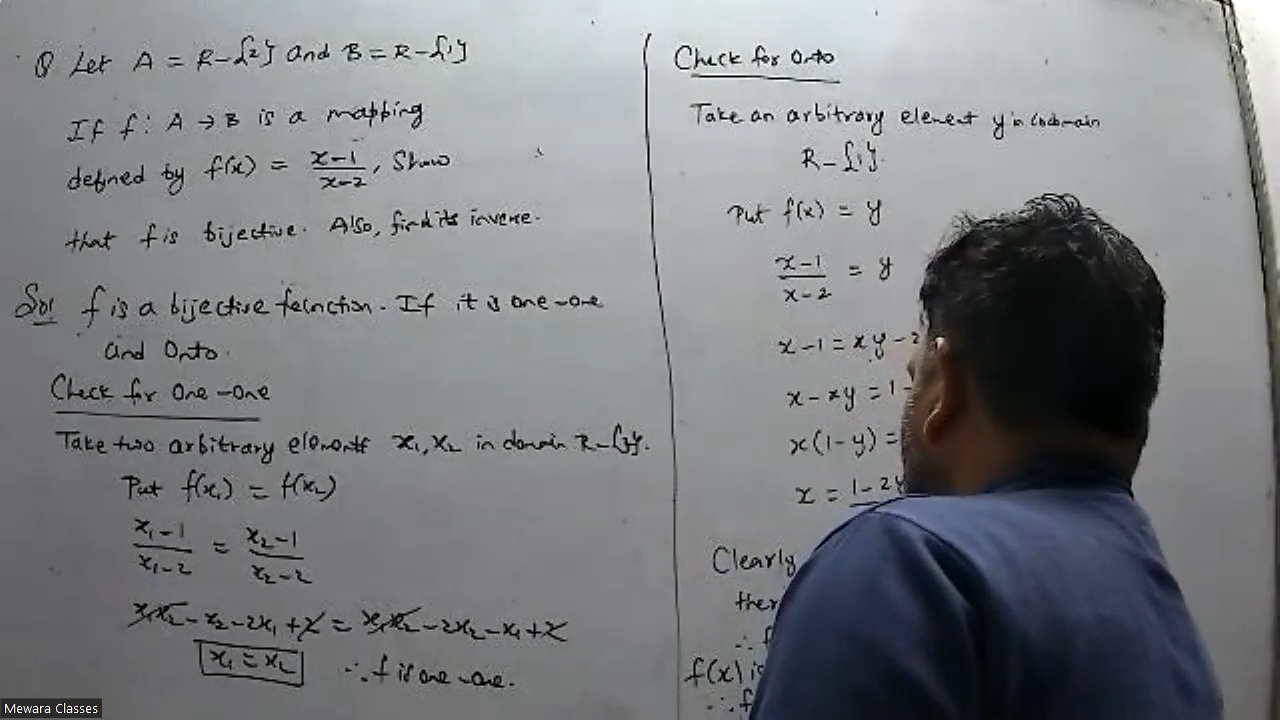 Q Let A = R-{2} and B = R-{1}
If f: A → B is a mapping
defined by f(x) = x-1/x-2, Show
that f is bijective. Also, find its inverse.
Sol f is a bijective function. If it is one-one
and Onto.
Check for One-One
Take two arbitrary elements x₁, x₂ in domain R-{2}.
Put f(x₁) = f(x₂)
x₁-1/x₁-2 = x₂-1/x₂-2
x₁x₂-x₂-2x₁+2 = x₁x₂-2x₂-x₁+2
x₁ = x₂ ∴ f is one-one.
Check for Onto
Take an arbitrary element y in Codomain
R-{1}.
Put f(x) = y
x-1/x-2 = y
x-1 = xy-2
x-xy = 1-
x(1-y) =
x = 1-2y
Clearly
ther
∴ f
f(x) is
∴ f
Mewara Classes